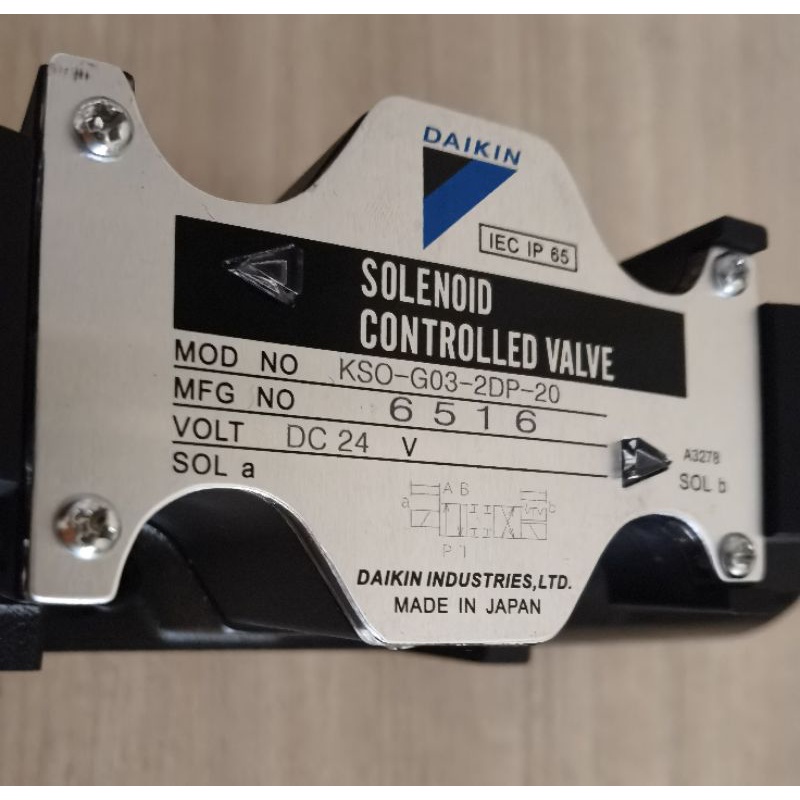 DAIKIN
IEC IP 65
SOLENOID
CONTROLLED VALVE
MOD NO KSO-G03-2DP-20
MFG NO 6516
VOLT DC 24 V
A3278
SOL a SOL b
A B
a b
P T
DAIKIN INDUSTRIES,LTD.
MADE IN JAPAN